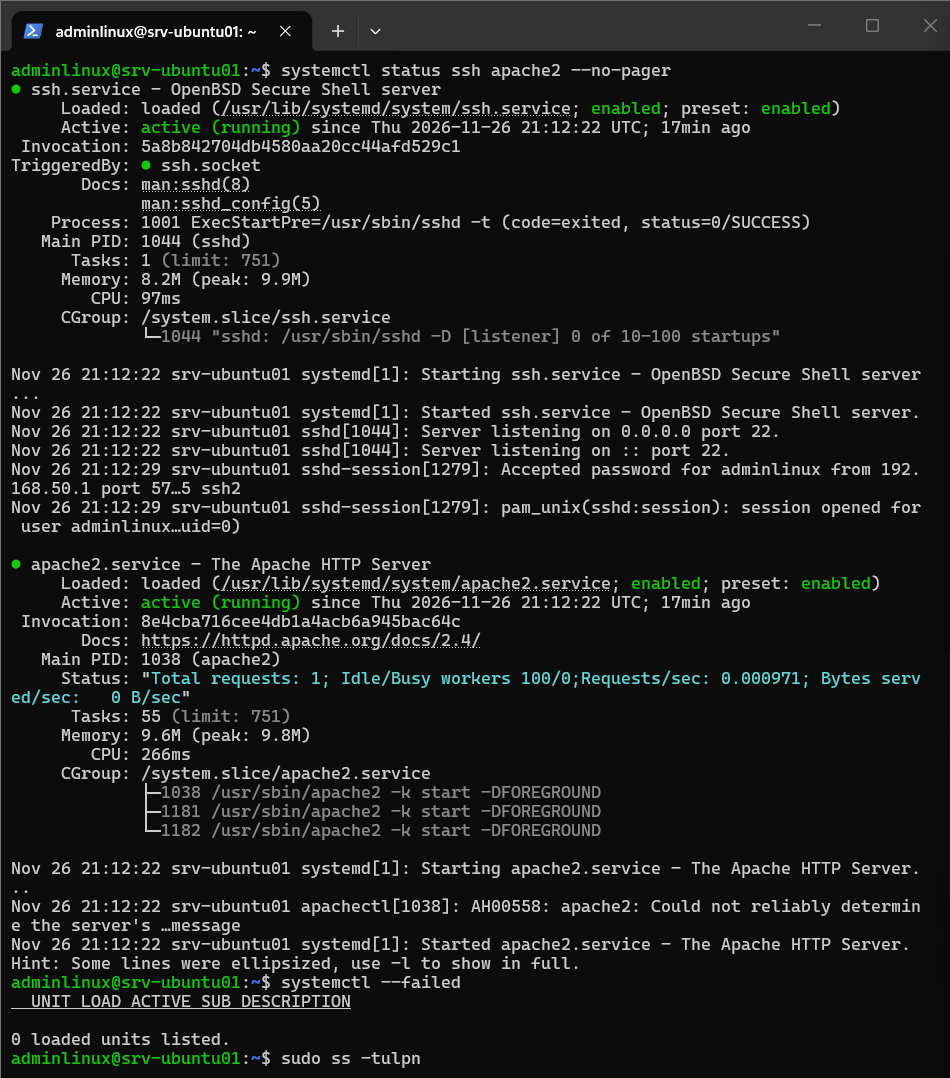 adminlinux@srv-ubuntu01: ~
adminlinux@srv-ubuntu01:~$ systemctl status ssh apache2 --no-pager
● ssh.service - OpenBSD Secure Shell server
     Loaded: loaded (/usr/lib/systemd/system/ssh.service; enabled; preset: enabled)
     Active: active (running) since Thu 2026-11-26 21:12:22 UTC; 17min ago
 Invocation: 5a8b842704db4580aa20cc44afd529c1
TriggeredBy: ● ssh.socket
       Docs: man:sshd(8)
             man:sshd_config(5)
    Process: 1001 ExecStartPre=/usr/sbin/sshd -t (code=exited, status=0/SUCCESS)
   Main PID: 1044 (sshd)
      Tasks: 1 (limit: 751)
     Memory: 8.2M (peak: 9.9M)
        CPU: 97ms
     CGroup: /system.slice/ssh.service
             └─1044 "sshd: /usr/sbin/sshd -D [listener] 0 of 10-100 startups"

Nov 26 21:12:22 srv-ubuntu01 systemd[1]: Starting ssh.service - OpenBSD Secure Shell server
...
Nov 26 21:12:22 srv-ubuntu01 systemd[1]: Started ssh.service - OpenBSD Secure Shell server.
Nov 26 21:12:22 srv-ubuntu01 sshd[1044]: Server listening on 0.0.0.0 port 22.
Nov 26 21:12:22 srv-ubuntu01 sshd[1044]: Server listening on :: port 22.
Nov 26 21:12:29 srv-ubuntu01 sshd-session[1279]: Accepted password for adminlinux from 192.
168.50.1 port 57…5 ssh2
Nov 26 21:12:29 srv-ubuntu01 sshd-session[1279]: pam_unix(sshd:session): session opened for
 user adminlinux…uid=0)

● apache2.service - The Apache HTTP Server
     Loaded: loaded (/usr/lib/systemd/system/apache2.service; enabled; preset: enabled)
     Active: active (running) since Thu 2026-11-26 21:12:22 UTC; 17min ago
 Invocation: 8e4cba716cee4db1a4acb6a945bac64c
       Docs: https://httpd.apache.org/docs/2.4/
   Main PID: 1038 (apache2)
     Status: "Total requests: 1; Idle/Busy workers 100/0;Requests/sec: 0.000971; Bytes serv
ed/sec:   0 B/sec"
      Tasks: 55 (limit: 751)
     Memory: 9.6M (peak: 9.8M)
        CPU: 266ms
     CGroup: /system.slice/apache2.service
             ├─1038 /usr/sbin/apache2 -k start -DFOREGROUND
             ├─1181 /usr/sbin/apache2 -k start -DFOREGROUND
             └─1182 /usr/sbin/apache2 -k start -DFOREGROUND

Nov 26 21:12:22 srv-ubuntu01 systemd[1]: Starting apache2.service - The Apache HTTP Server.
..
Nov 26 21:12:22 srv-ubuntu01 apachectl[1038]: AH00558: apache2: Could not reliably determin
e the server's …message
Nov 26 21:12:22 srv-ubuntu01 systemd[1]: Started apache2.service - The Apache HTTP Server.
Hint: Some lines were ellipsized, use -l to show in full.
adminlinux@srv-ubuntu01:~$ systemctl --failed
  UNIT LOAD ACTIVE SUB DESCRIPTION

0 loaded units listed.
adminlinux@srv-ubuntu01:~$ sudo ss -tulpn